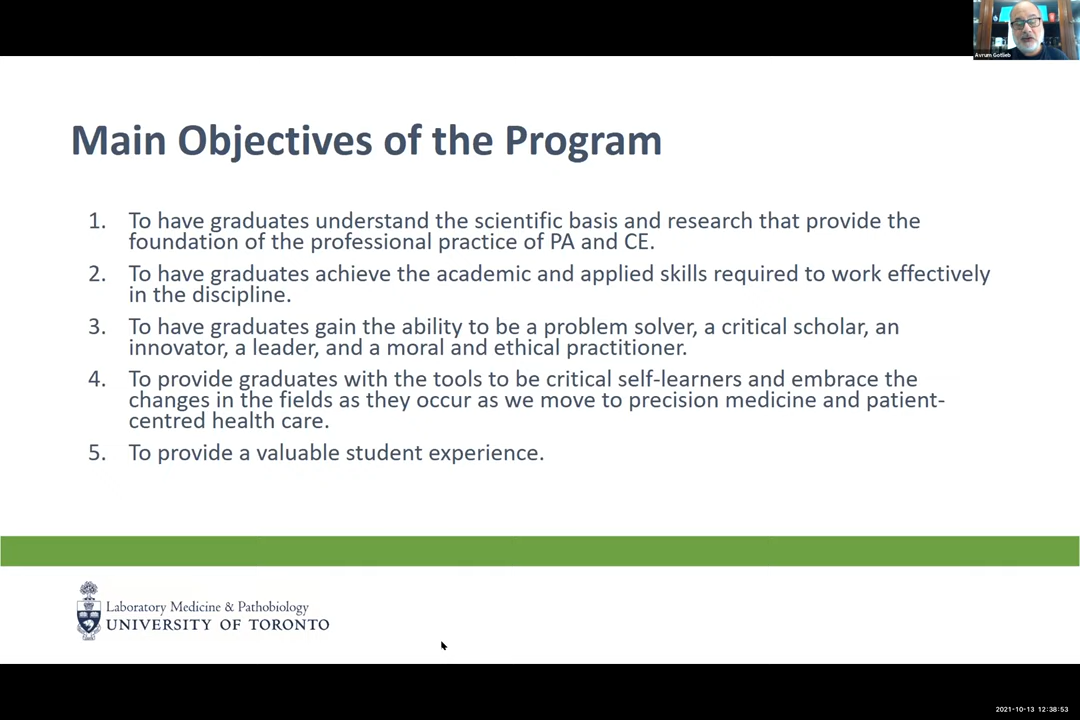 Avrum Gotlieb
Main Objectives of the Program
1. To have graduates understand the scientific basis and research that provide the
foundation of the professional practice of PA and CE.
2. To have graduates achieve the academic and applied skills required to work effectively
in the discipline.
3. To have graduates gain the ability to be a problem solver, a critical scholar, an
innovator, a leader, and a moral and ethical practitioner.
4. To provide graduates with the tools to be critical self-learners and embrace the
changes in the fields as they occur as we move to precision medicine and patient-
centred health care.
5. To provide a valuable student experience.
Laboratory Medicine & Pathobiology
UNIVERSITY OF TORONTO
2021-10-13 12:38:53